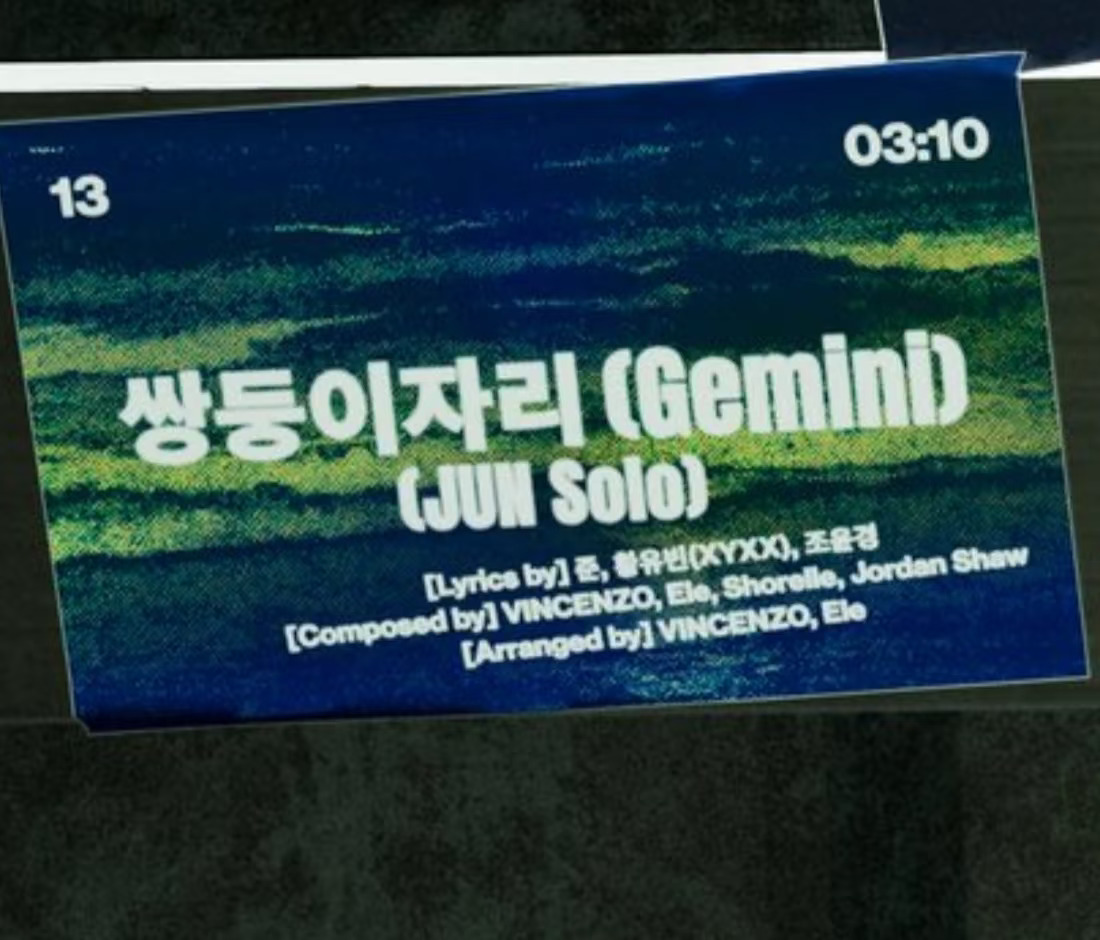 13
03:10
쌍둥이자리 (Gemini)
(JUN Solo)
[Lyrics by] 준, 황유빈(XYXX), 조윤경
[Composed by] VINCENZO, Ele, Shorelle, Jordan Shaw
[Arranged by] VINCENZO, Ele